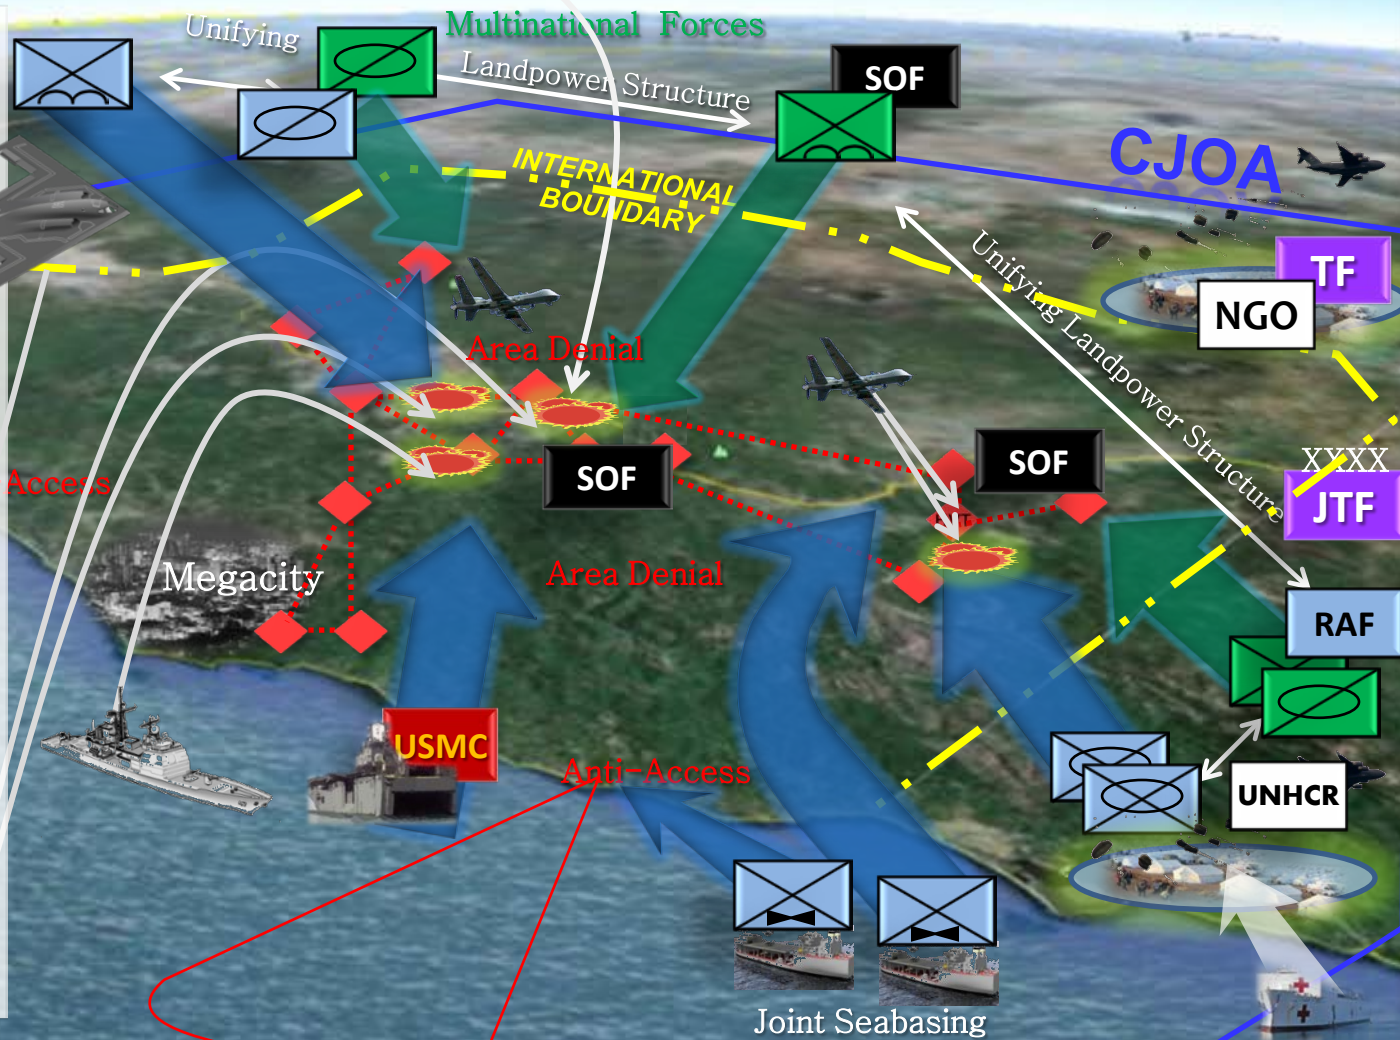 Unifying
Multinational Forces
Landpower Structure
SOF
CJOA
INTERNATIONAL
BOUNDARY
TF
NGO
Unifying Landpower Structure
Area Denial
SOF
SOF
XXXX
JTF
Access
Megacity
Area Denial
RAF
USMC
Anti-Access
UNHCR
Joint Seabasing